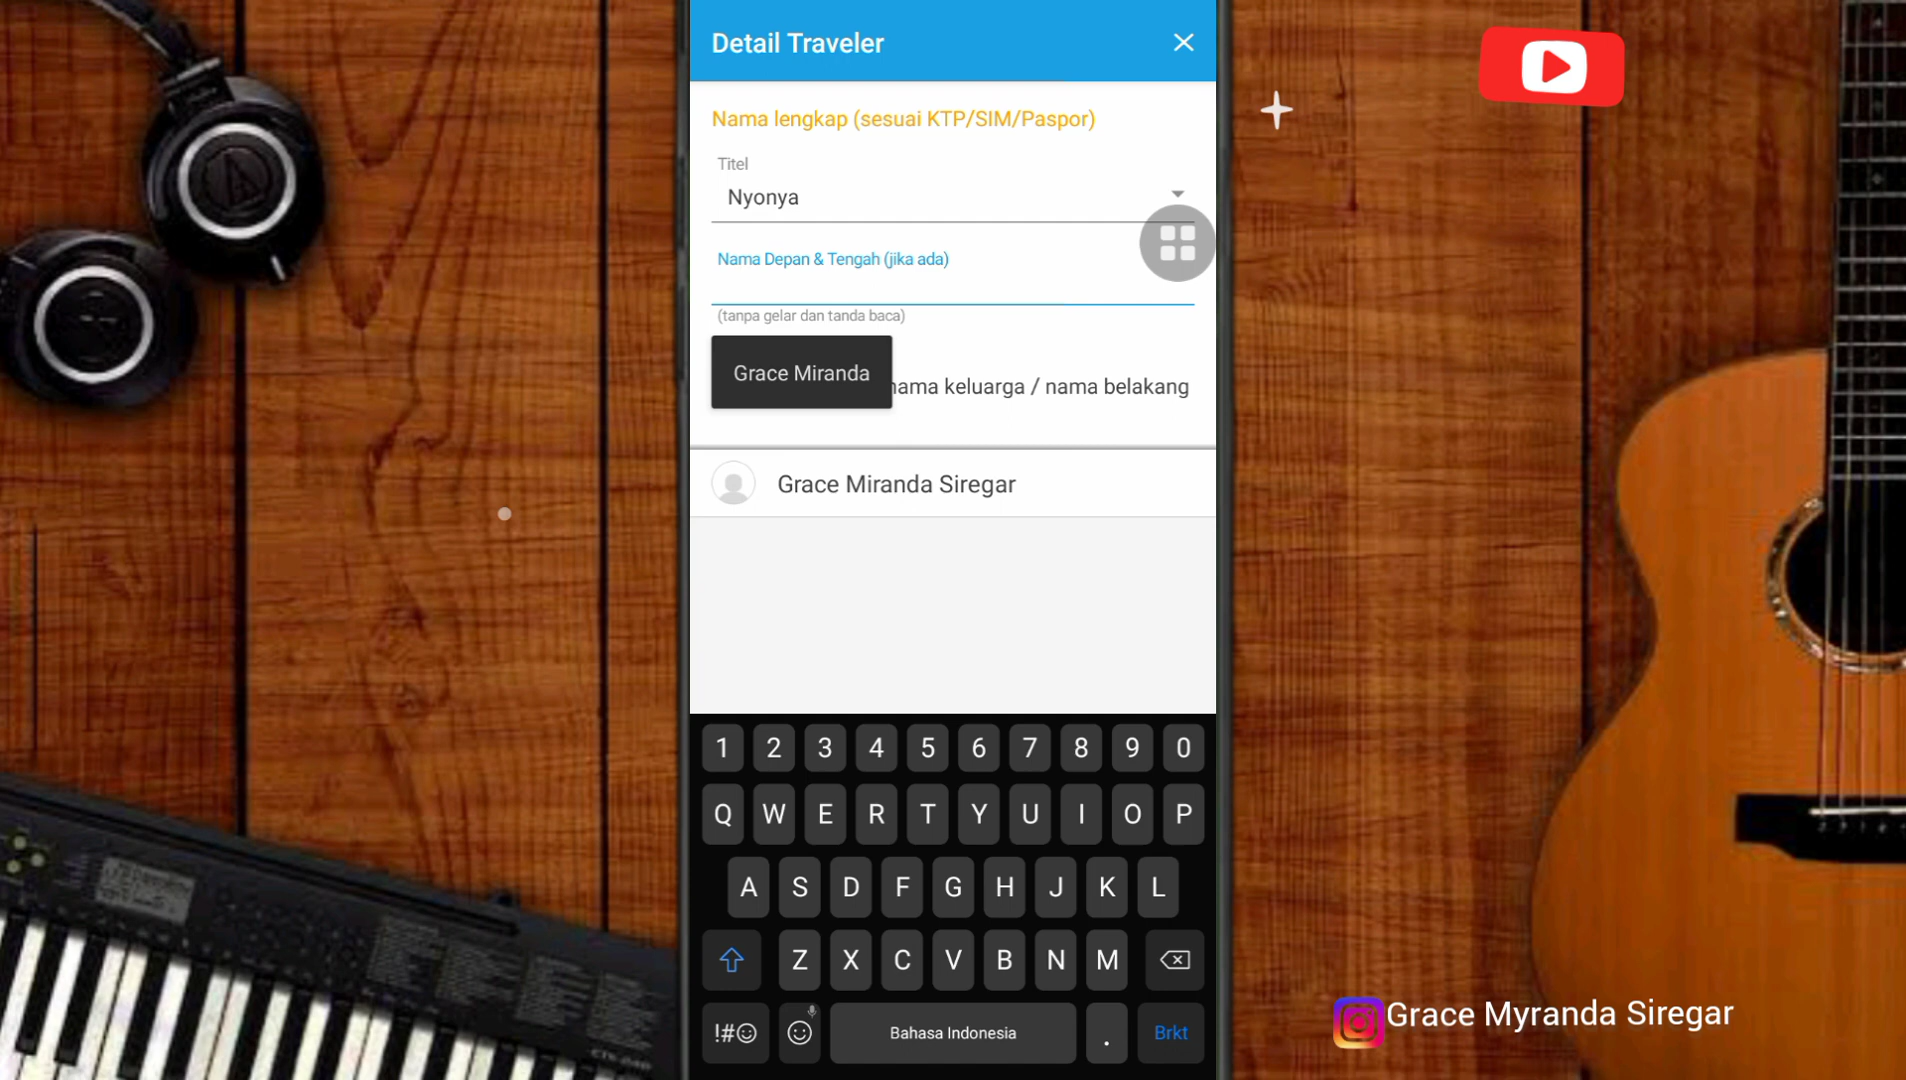 Detail Traveler
Nama lengkap (sesuai KTP/SIM/Paspor)
Titel
Nyonya
Nama Depan & Tengah (jika ada)
(tanpa gelar dan tanda baca)
Grace Miranda
nama keluarga / nama belakang
Grace Miranda Siregar
1 2 3 4 5 6 7 8 9 0
Q W E R T Y U I O P
A S D F G H J K L
Z X C V B N M
!#☺ Bahasa Indonesia . Brkt
Grace Myranda Siregar